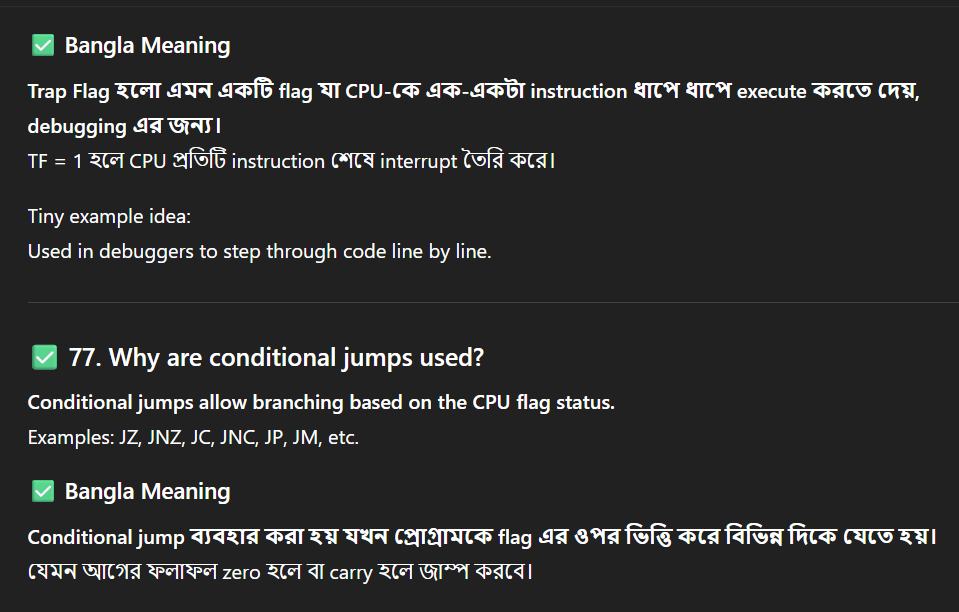 ✅ Bangla Meaning
Trap Flag হলো এমন একটি flag যা CPU-কে এক-একটা instruction ধাপে ধাপে execute করতে দেয়,
debugging এর জন্য।
TF = 1 হলে CPU প্রতিটি instruction শেষে interrupt তৈরি করে।
Tiny example idea:
Used in debuggers to step through code line by line.
✅ 77. Why are conditional jumps used?
Conditional jumps allow branching based on the CPU flag status.
Examples: JZ, JNZ, JC, JNC, JP, JM, etc.
✅ Bangla Meaning
Conditional jump ব্যবহার করা হয় যখন প্রোগ্রামকে flag এর ওপর ভিত্তি করে বিভিন্ন দিকে যেতে হয়।
যেমন আগের ফলাফল zero হলে বা carry হলে জাম্প করবে।